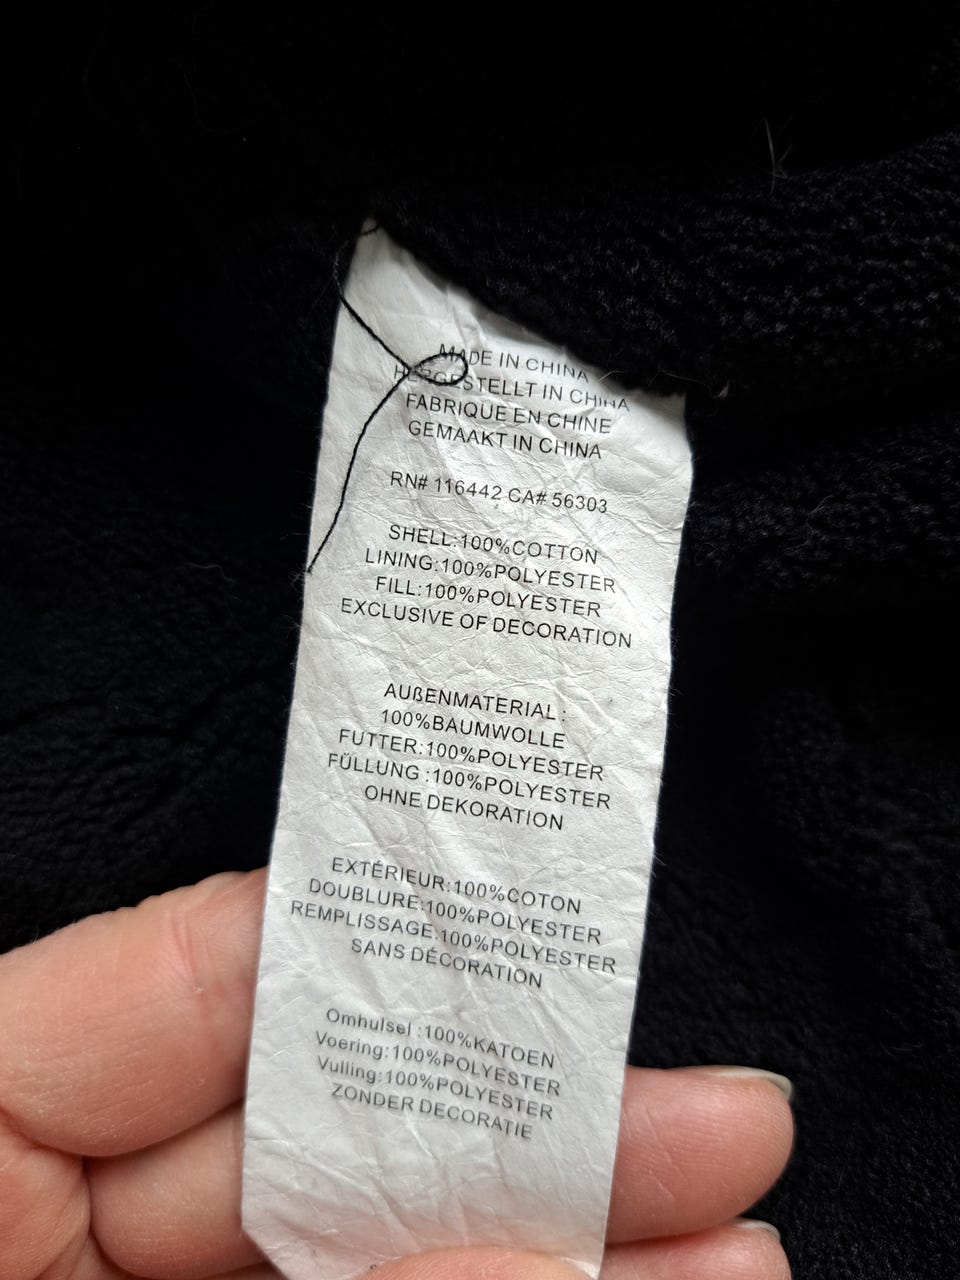 MADE IN CHINA
HERGESTELLT IN CHINA
FABRIQUE EN CHINE
GEMAAKT IN CHINA
RN# 116442 CA# 56303
SHELL:100%COTTON
LINING:100%POLYESTER
FILL:100%POLYESTER
EXCLUSIVE OF DECORATION
AUßENMATERIAL :
100%BAUMWOLLE
FUTTER:100%POLYESTER
FÜLLUNG :100%POLYESTER
OHNE DEKORATION
EXTÉRIEUR:100%COTON
DOUBLURE:100%POLYESTER
REMPLISSAGE:100%POLYESTER
SANS DÉCORATION
Omhulsel :100%KATOEN
Voering:100%POLYESTER
Vulling:100%POLYESTER
ZONDER DECORATIE